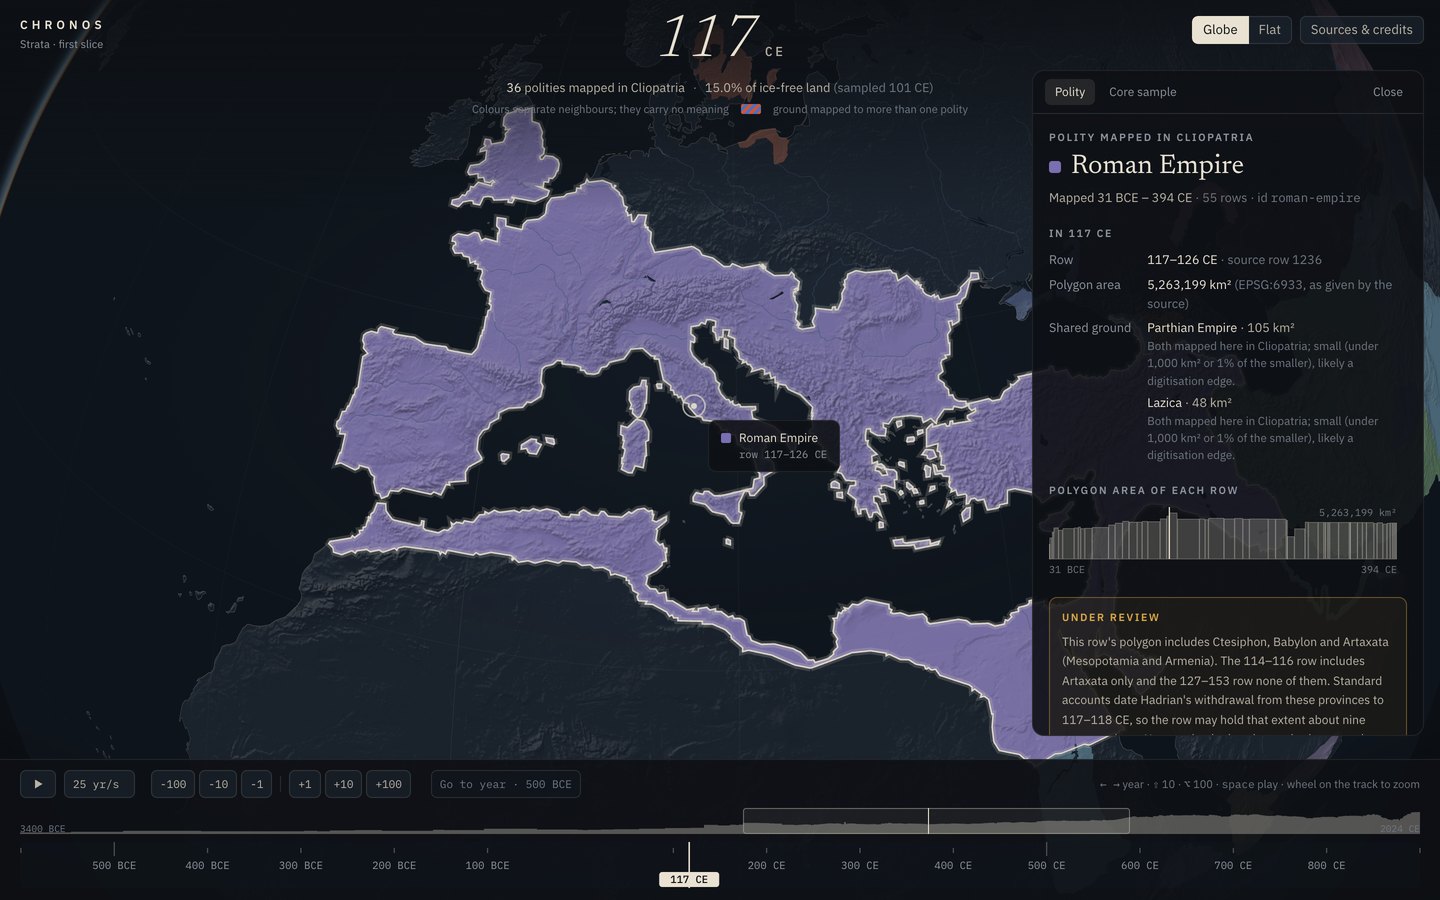 CHRONOS
Strata · first slice
117 CE
36 polities mapped in Cliopatria · 15.0% of ice-free land (sampled 101 CE)
Colours separate neighbours; they carry no meaning
ground mapped to more than one polity
Globe
Flat
Sources & credits
Polity
Core sample
Close
POLITY MAPPED IN CLIOPATRIA
Roman Empire
Mapped 31 BCE – 394 CE · 55 rows · id roman-empire
IN 117 CE
Row
117–126 CE · source row 1236
Polygon area
5,263,199 km² (EPSG:6933, as given by the
source)
Shared ground
Parthian Empire · 105 km²
Both mapped here in Cliopatria; small (under
1,000 km² or 1% of the smaller), likely a
digitisation edge.
Lazica · 48 km²
Both mapped here in Cliopatria; small (under
1,000 km² or 1% of the smaller), likely a
digitisation edge.
POLYGON AREA OF EACH ROW
5,263,199 km²
31 BCE
394 CE
UNDER REVIEW
This row's polygon includes Ctesiphon, Babylon and Artaxata
(Mesopotamia and Armenia). The 114–116 row includes
Artaxata only and the 127–153 row none of them. Standard
accounts date Hadrian's withdrawal from these provinces to
117–118 CE, so the row may hold that extent about nine
Roman Empire
row 117–126 CE
25 yr/s
-100
-10
-1
+1
+10
+100
Go to year · 500 BCE
← → year · ⇧ 10 · ⌥ 100 · space play · wheel on the track to zoom
3400 BCE
2024 CE
500 BCE
400 BCE
300 BCE
200 BCE
100 BCE
117 CE
200 CE
300 CE
400 CE
500 CE
600 CE
700 CE
800 CE